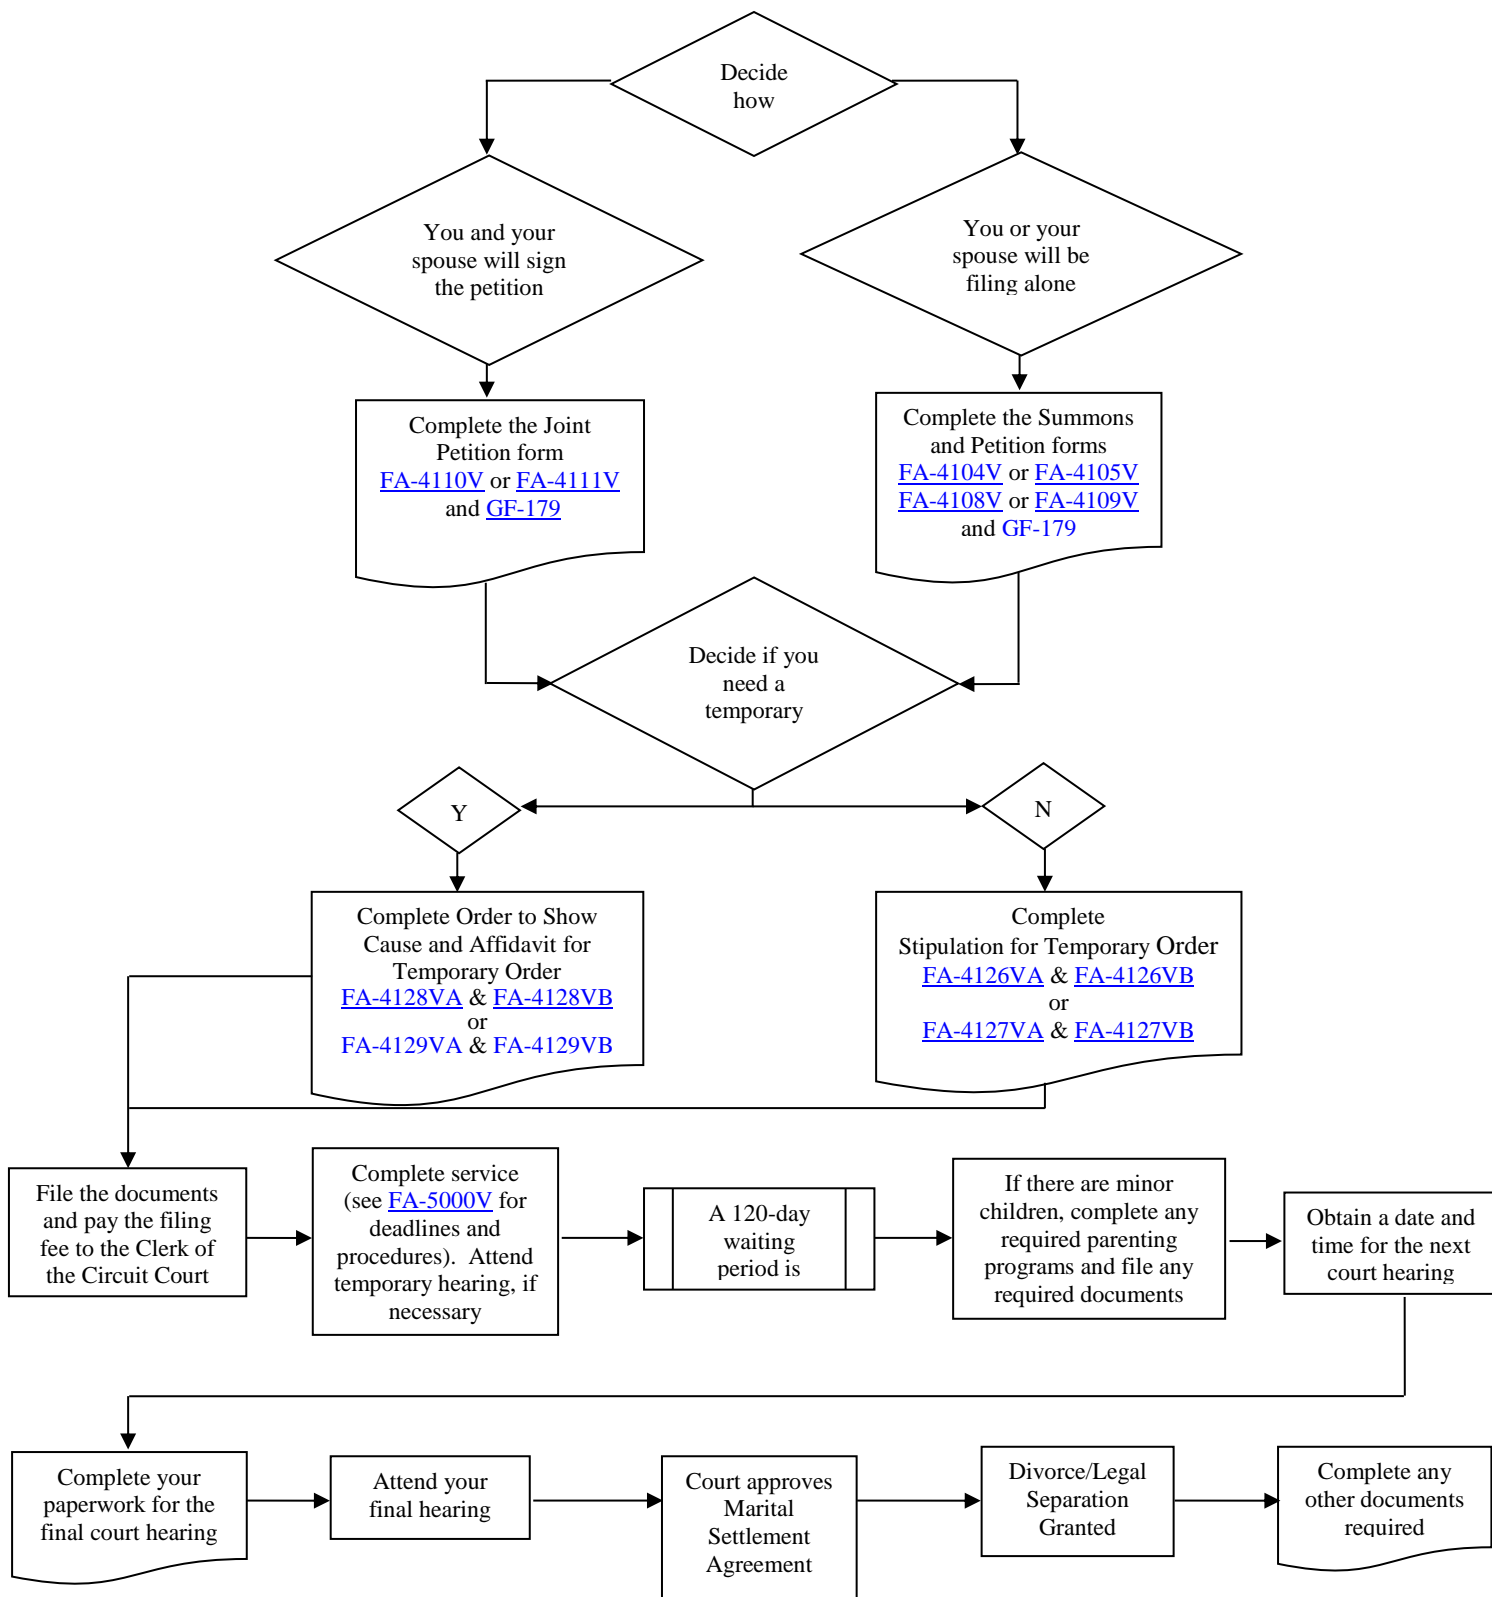 Decide
how
You and your
spouse will sign
the petition
You or your
spouse will be
filing alone
Complete the Joint
Petition form
FA-4110V or FA-4111V
and GF-179
Complete the Summons
and Petition forms
FA-4104V or FA-4105V
FA-4108V or FA-4109V
and GF-179
Decide if you
need a
temporary
Y
N
Complete Order to Show
Cause and Affidavit for
Temporary Order
FA-4128VA & FA-4128VB
or
FA-4129VA & FA-4129VB
Complete
Stipulation for Temporary Order
FA-4126VA & FA-4126VB
or
FA-4127VA & FA-4127VB
File the documents
and pay the filing
fee to the Clerk of
the Circuit Court
Complete service
(see FA-5000V for
deadlines and
procedures). Attend
temporary hearing, if
necessary
A 120-day
waiting
period is
If there are minor
children, complete any
required parenting
programs and file any
required documents
Obtain a date and
time for the next
court hearing
Complete your
paperwork for the
final court hearing
Attend your
final hearing
Court approves
Marital
Settlement
Agreement
Divorce/Legal
Separation
Granted
Complete any
other documents
required